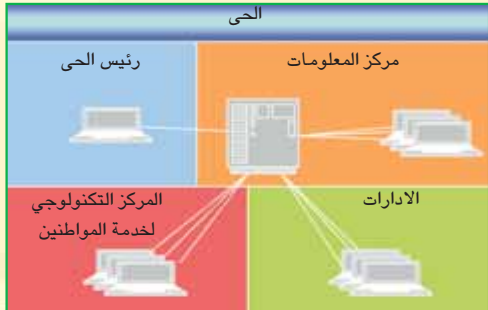 الحى
رئيس الحى
مركز المعلومات
المركز التكنولوجي
لخدمة المواطنين
الادارات